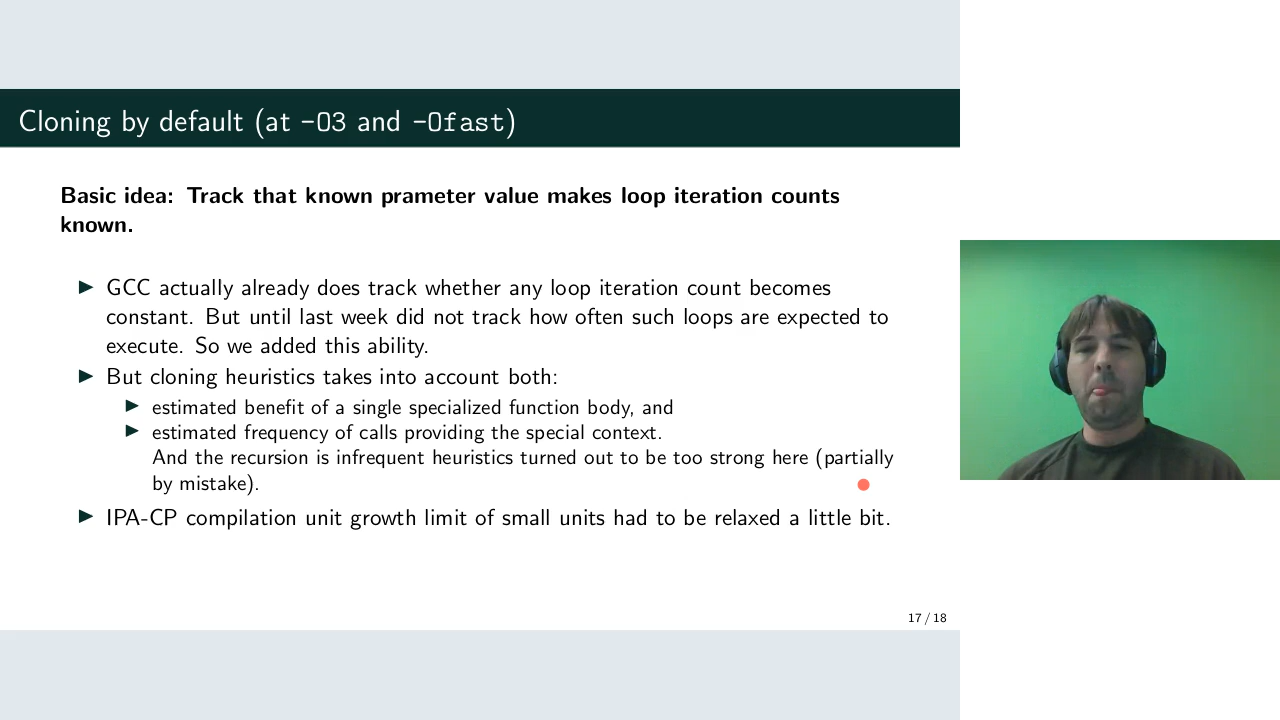 Cloning by default (at -O3 and -Ofast)
Basic idea: Track that known prameter value makes loop iteration counts
known.
▶ GCC actually already does track whether any loop iteration count becomes
constant. But until last week did not track how often such loops are expected to
execute. So we added this ability.
▶ But cloning heuristics takes into account both:
▶ estimated benefit of a single specialized function body, and
▶ estimated frequency of calls providing the special context.
And the recursion is infrequent heuristics turned out to be too strong here (partially
by mistake).
▶ IPA-CP compilation unit growth limit of small units had to be relaxed a little bit.
17 / 18